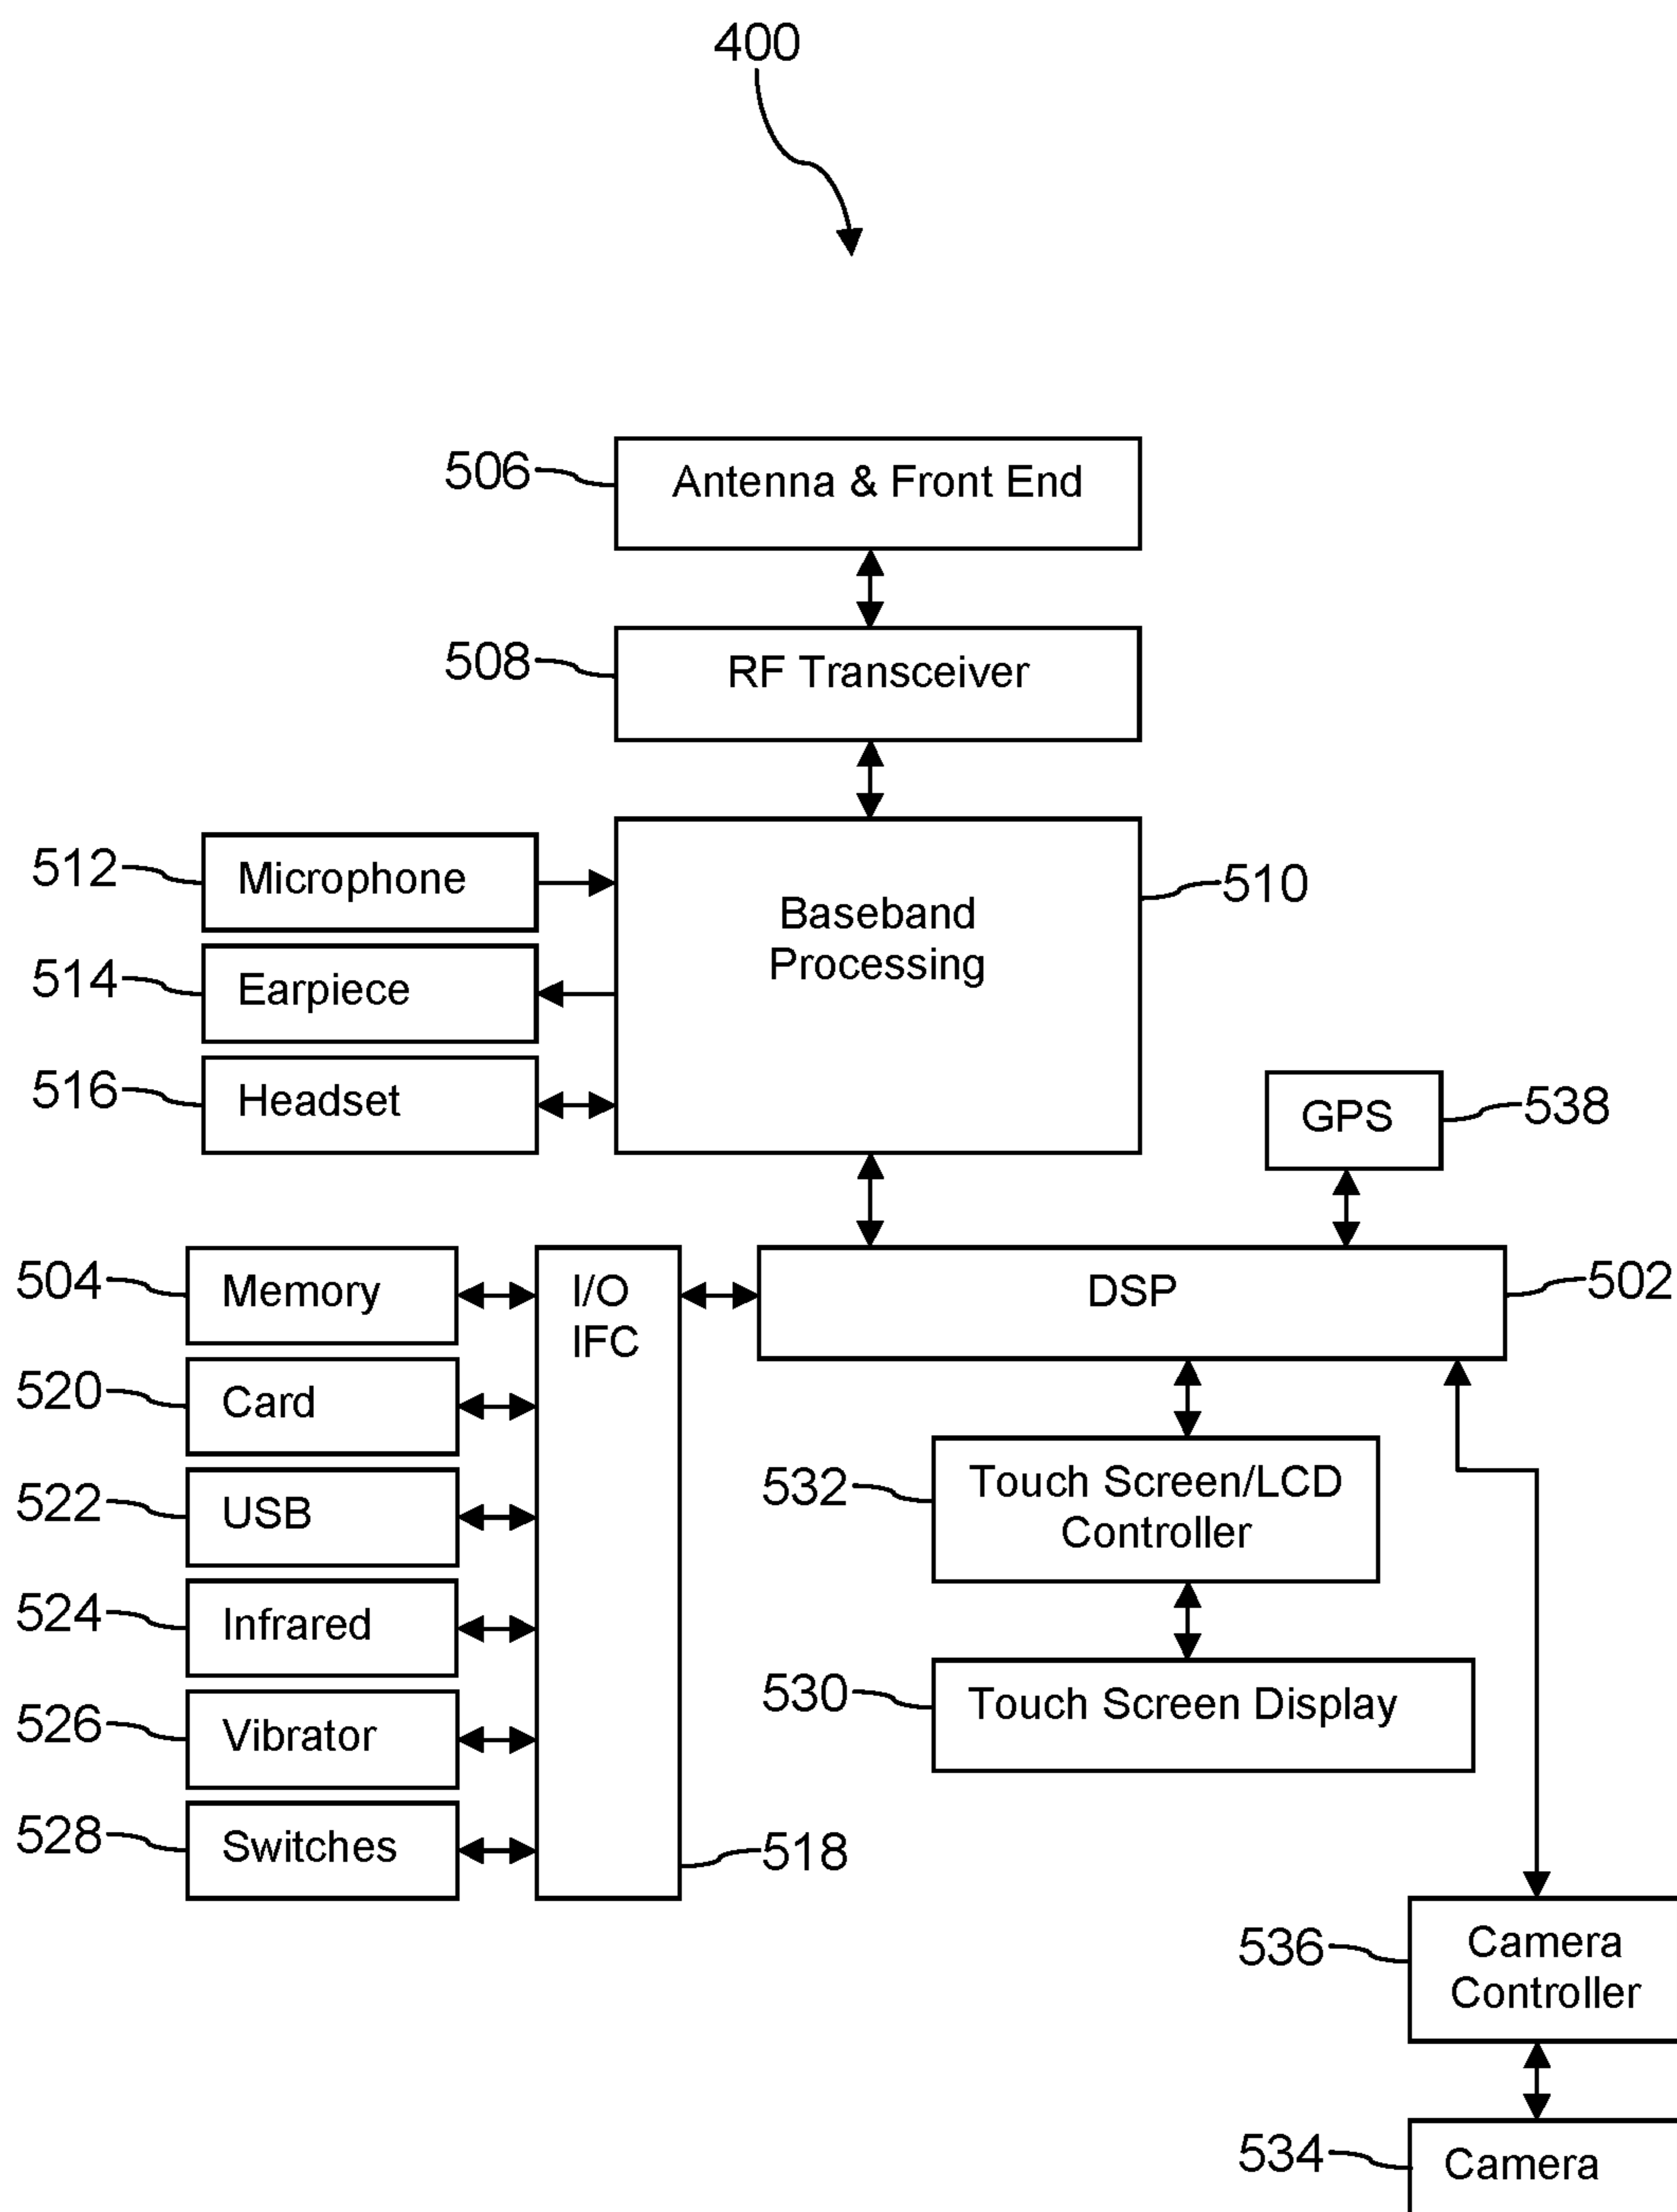 400
506
Antenna & Front End
508
RF Transceiver
512
Microphone
510
Baseband
Processing
514
Earpiece
516
Headset
GPS
538
504
Memory
I/O
IFC
DSP
502
520
Card
522
USB
532
Touch Screen/LCD
Controller
524
Infrared
530
Touch Screen Display
526
Vibrator
528
Switches
518
536
Camera
Controller
534
Camera